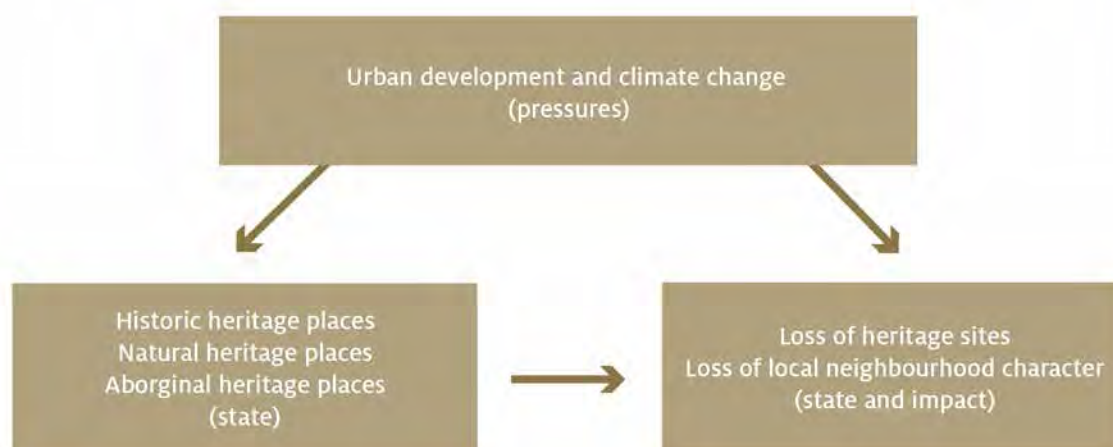 Urban development and climate change
(pressures)
Historic heritage places
Natural heritage places
Aboriginal heritage places
(state)
Loss of heritage sites
Loss of local neighbourhood character
(state and impact)